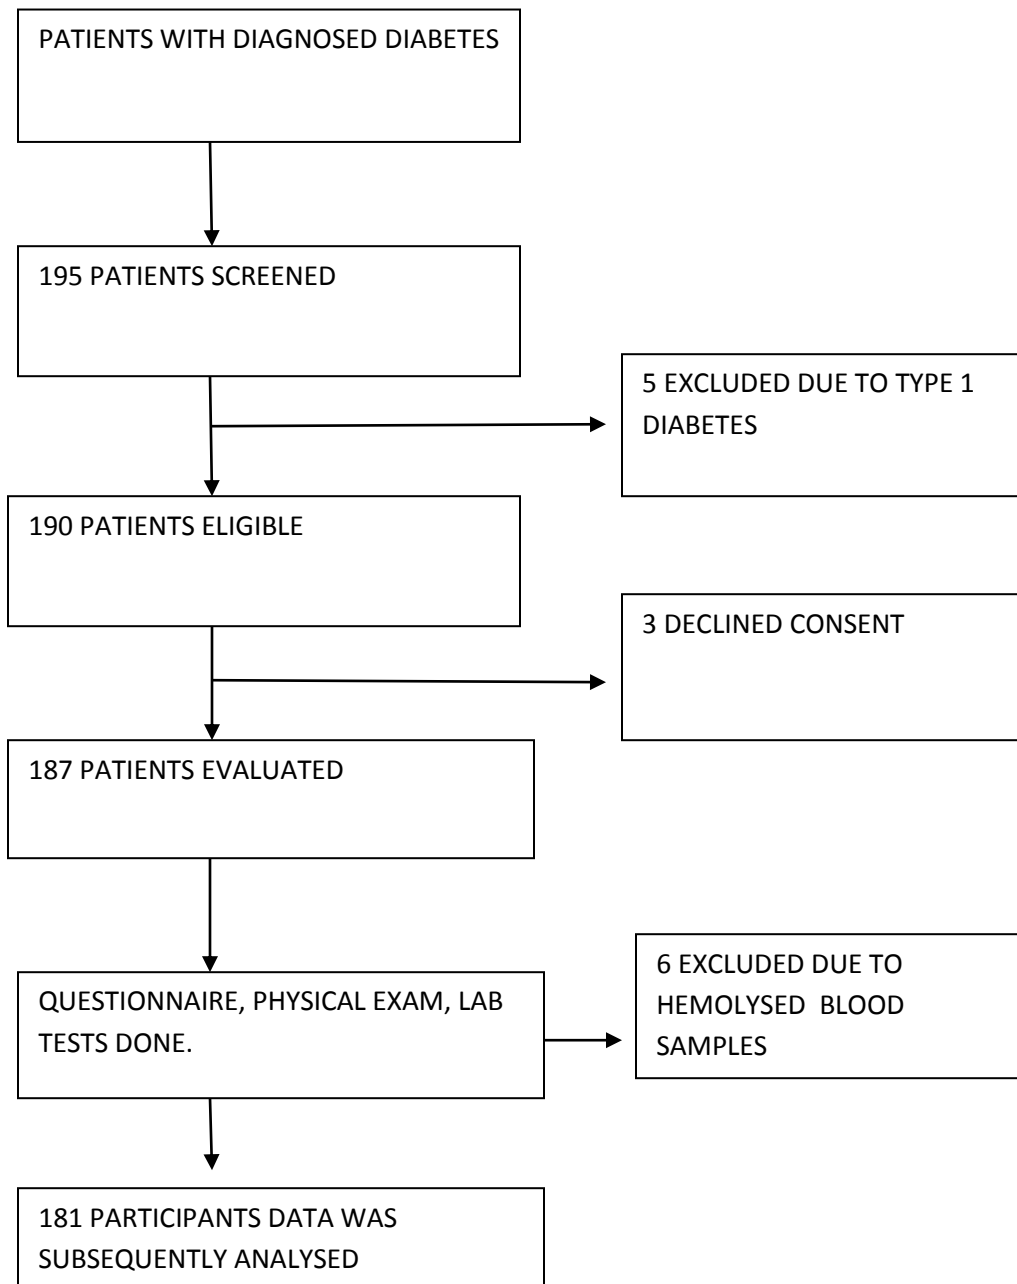 PATIENTS WITH DIAGNOSED DIABETES
195 PATIENTS SCREENED
5 EXCLUDED DUE TO TYPE 1
DIABETES
190 PATIENTS ELIGIBLE
3 DECLINED CONSENT
187 PATIENTS EVALUATED
QUESTIONNAIRE, PHYSICAL EXAM, LAB
TESTS DONE.
6 EXCLUDED DUE TO
HEMOLYSED  BLOOD
SAMPLES
181 PARTICIPANTS DATA WAS
SUBSEQUENTLY ANALYSED